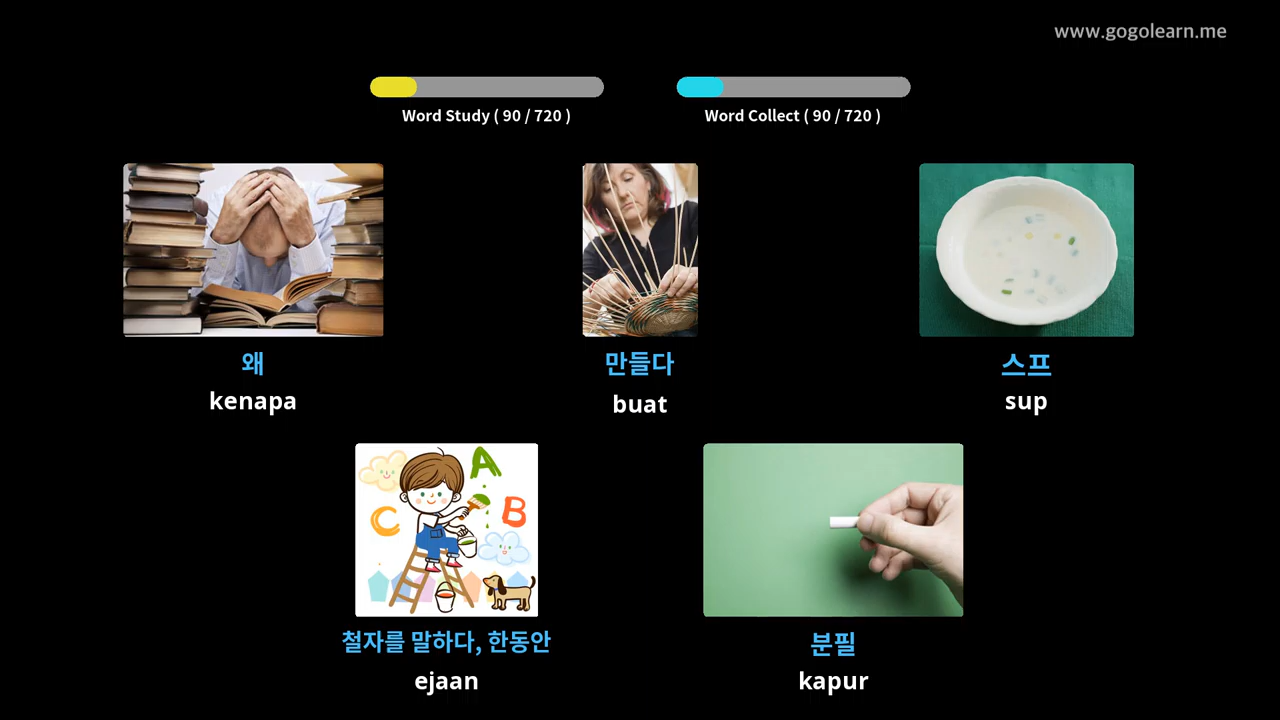 www.gogolearn.me
Word Study ( 90 / 720 )
Word Collect ( 90 / 720 )
왜
kenapa
만들다
buat
스프
sup
A
B
C
철자를 말하다, 한동안
ejaan
분필
kapur